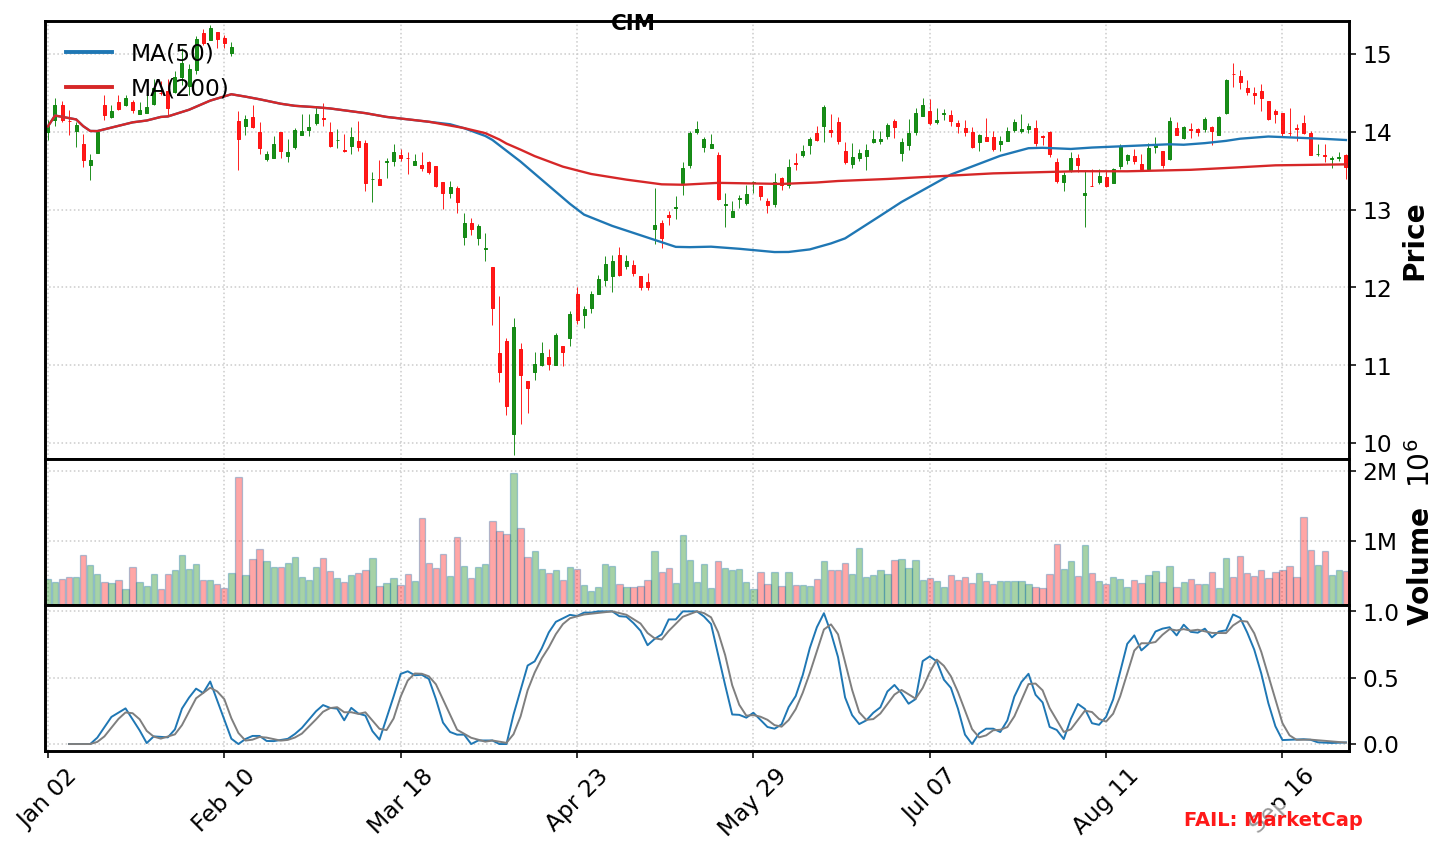 CIM
MA(50)
MA(200)
15
14
13
12
11
10
Price
2M
1M
Volume 10⁶
1.0
0.5
0.0
Jan 02
Feb 10
Mar 18
Apr 23
May 29
Jul 07
Aug 11
Sep 16
FAIL: MarketCap